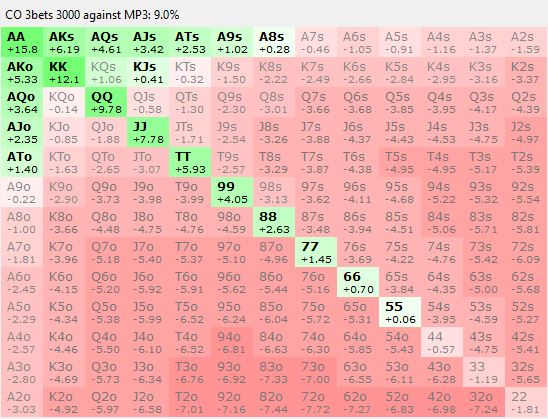 CO 3bets 3000 against MP3: 9.0%
AA AKs AQs AJs ATs A9s A8s A7s A6s A5s A4s A3s A2s
+15.8 +6.19 +4.61 +3.42 +2.53 +1.02 +0.28 -0.46 -1.05 -0.91 -1.16 -1.37 -1.59
AKo KK KQs KJs KTs K9s K8s K7s K6s K5s K4s K3s K2s
+5.33 +12.1 +1.06 +0.41 -0.32 -1.50 -2.22 -2.49 -2.66 -2.84 -2.95 -3.16 -3.37
AQo KQo QQ QJs QTs Q9s Q8s Q7s Q6s Q5s Q4s Q3s Q2s
+3.64 -0.14 +9.78 -0.58 -1.30 -2.30 -3.01 -3.66 -3.68 -3.85 -3.95 -4.17 -4.39
AJo KJo QJo JJ JTs J9s J8s J7s J6s J5s J4s J3s J2s
+2.35 -0.85 -1.88 +7.78 -1.71 -2.54 -3.26 -3.88 -4.37 -4.43 -4.53 -4.75 -4.97
ATo KTo QTo JTo TT T9s T8s T7s T6s T5s T4s T3s T2s
+1.40 -1.63 -2.65 -3.07 +5.93 -2.57 -3.29 -3.87 -4.38 -4.95 -4.95 -5.17 -5.39
A9o K9o Q9o J9o T9o 99 98s 97s 96s 95s 94s 93s 92s
-0.22 -2.90 -3.73 -3.98 -3.99 +4.05 -3.13 -3.62 -4.11 -4.68 -5.22 -5.32 -5.54
A8o K8o Q8o J8o T8o 98o 88 87s 86s 85s 84s 83s 82s
-1.00 -3.66 -4.48 -4.75 -4.76 -4.59 +2.63 -3.48 -3.94 -4.51 -5.06 -5.71 -5.81
A7o K7o Q7o J7o T7o 97o 87o 77 76s 75s 74s 73s 72s
-1.81 -3.96 -5.18 -5.40 -5.37 -5.10 -4.96 +1.45 -3.69 -4.22 -4.76 -5.42 -6.09
A6o K6o Q6o J6o T6o 96o 86o 76o 66 65s 64s 63s 62s
-2.45 -4.15 -5.20 -5.92 -5.91 -5.62 -5.44 -5.16 +0.70 -3.84 -4.35 -5.00 -5.68
A5o K5o Q5o J5o T5o 95o 85o 75o 65o 55 54s 53s 52s
-2.29 -4.34 -5.38 -5.99 -6.52 -6.24 -6.04 -5.72 -5.31 +0.06 -3.95 -4.59 -5.27
A4o K4o Q4o J4o T4o 94o 84o 74o 64o 54o 44 43s 42s
-2.57 -4.46 -5.50 -6.10 -6.52 -6.81 -6.63 -6.30 -5.85 -5.43 -0.57 -4.75 -5.41
A3o K3o Q3o J3o T3o 93o 83o 73o 63o 53o 43o 33 32s
-2.80 -4.69 -5.73 -6.34 -6.76 -6.92 -7.33 -7.00 -6.55 -6.11 -6.28 -1.19 -5.65
A2o K2o Q2o J2o T2o 92o 82o 72o 62o 52o 42o 32o 22
-3.03 -4.92 -5.97 -6.58 -7.01 -7.16 -7.44 -7.72 -7.27 -6.83 -6.98 -7.24 -1.81